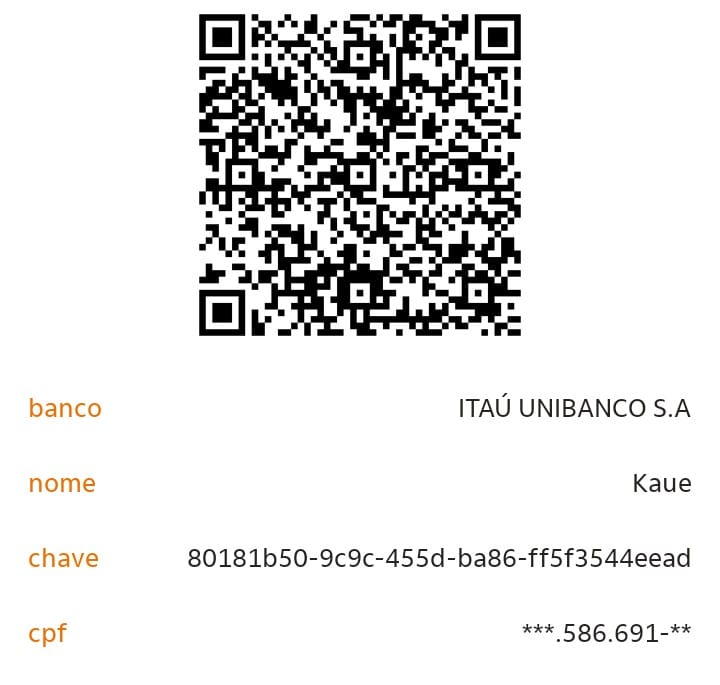 banco ITAÚ UNIBANCO S.A
nome Kaue
chave 80181b50-9c9c-455d-ba86-ff5f3544eead
cpf ***.586.691-**